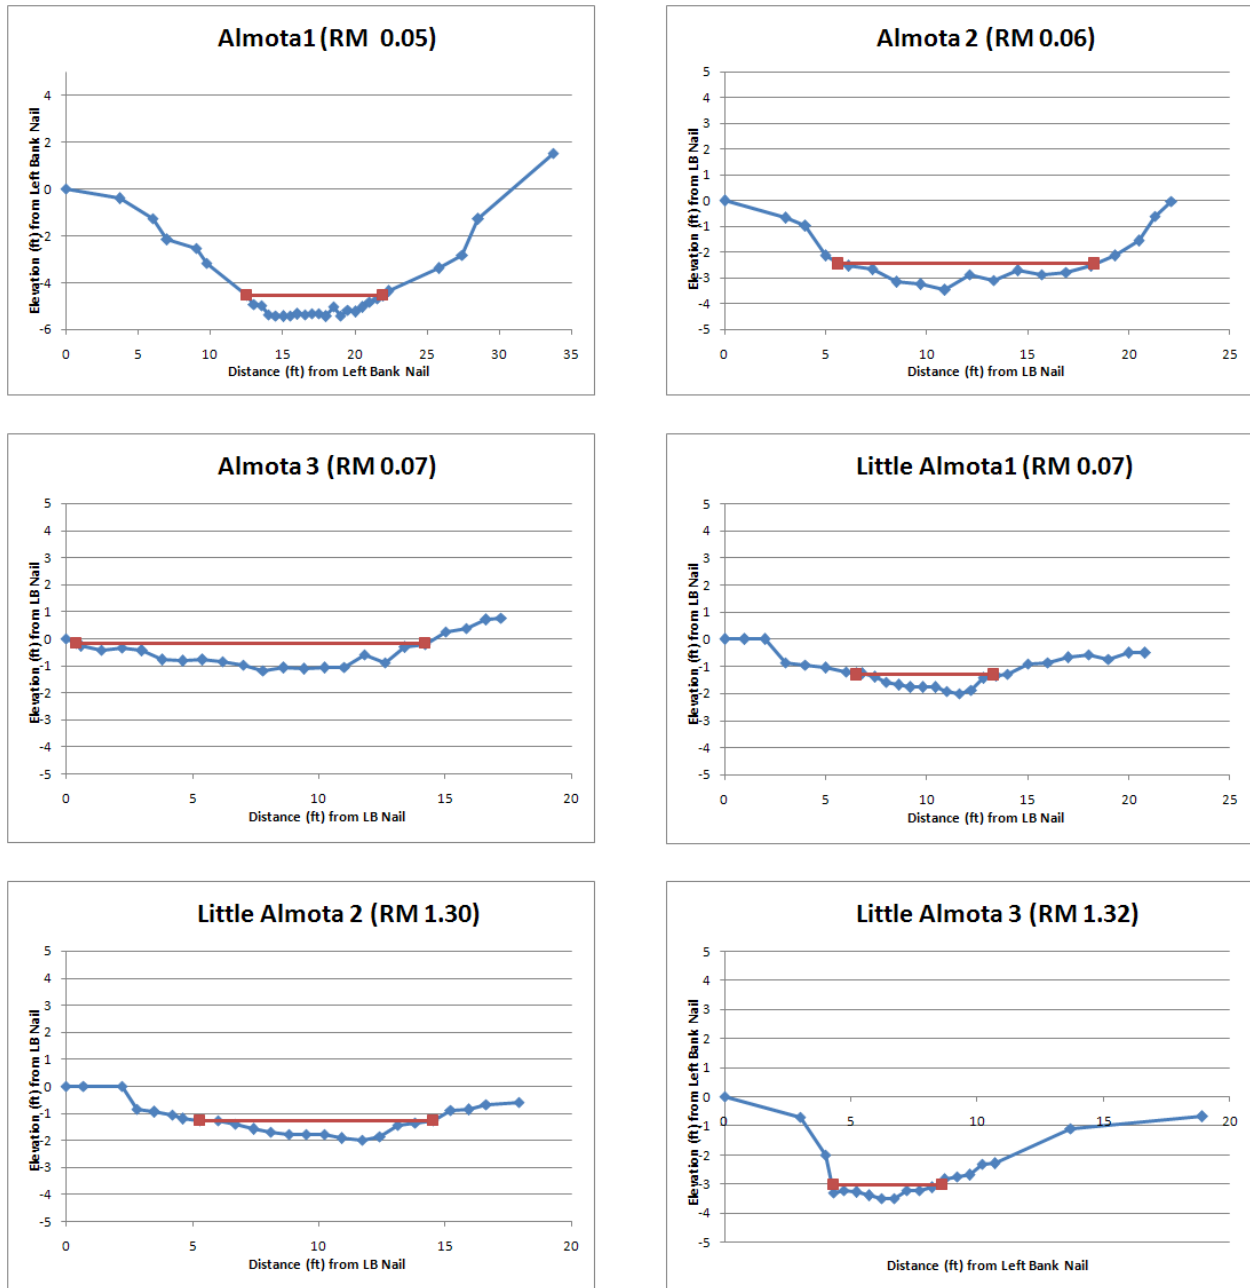 Almota1 (RM  0.05)
Elevation (ft) from Left Bank Nail
4
2
0
-2
-4
-6
0 5 10 15 20 25 30 35
Distance (ft) from Left Bank Nail
Almota 2 (RM 0.06)
Elevation (ft) from LB Nail
5
4
3
2
1
0
-1
-2
-3
-4
-5
0 5 10 15 20 25
Distance (ft) from LB Nail
Almota 3 (RM 0.07)
Elevation (ft) from LB Nail
5
4
3
2
1
0
-1
-2
-3
-4
-5
0 5 10 15 20
Distance (ft) from LB Nail
Little Almota1 (RM 0.07)
Elevation (ft) from LB Nail
5
4
3
2
1
0
-1
-2
-3
-4
-5
0 5 10 15 20 25
Distance (ft) from LB Nail
Little Almota 2 (RM 1.30)
Elevation (ft) from LB Nail
5
4
3
2
1
0
-1
-2
-3
-4
-5
0 5 10 15 20
Distance (ft) from LB Nail
Little Almota 3 (RM 1.32)
Elevation (ft) from Left Bank Nail
5
4
3
2
1
0
-1
-2
-3
-4
-5
0 5 10 15 20
Distance (ft) from Left Bank Nail